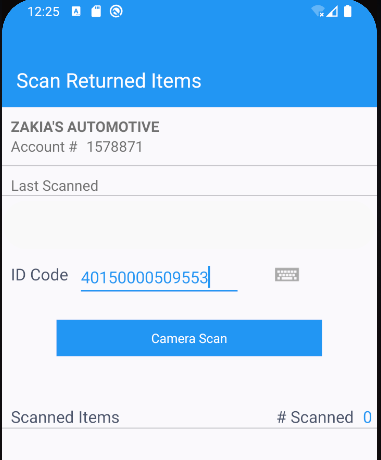 12:25
Scan Returned Items
ZAKIA'S AUTOMOTIVE
Account # 1578871
Last Scanned
ID Code 40150000509553
Camera Scan
Scanned Items # Scanned 0